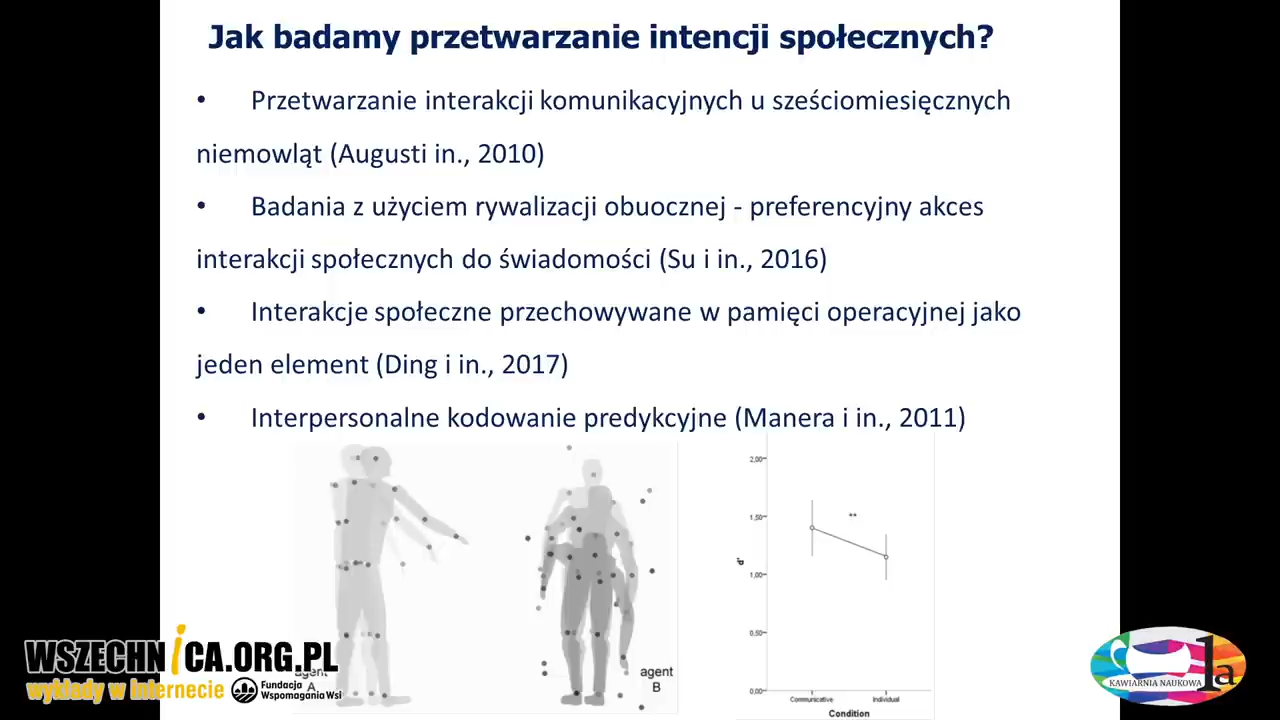 Jak badamy przetwarzanie intencji społecznych?
• Przetwarzanie interakcji komunikacyjnych u sześciomiesięcznych
niemowląt (Augusti in., 2010)
• Badania z użyciem rywalizacji obuocznej - preferencyjny akces
interakcji społecznych do świadomości (Su i in., 2016)
• Interakcje społeczne przechowywane w pamięci operacyjnej jako
jeden element (Ding i in., 2017)
• Interpersonalne kodowanie predykcyjne (Manera i in., 2011)
2,00
1,50
**
d'
1,00
0,50
0,00
Communicative Individual
Condition
agent
A
agent
B
WSZECHNICA.ORG.PL
wykłady w Internecie
Fundacja
Wspomagania Wsi
KAWIARNIA NAUKOWA 1a